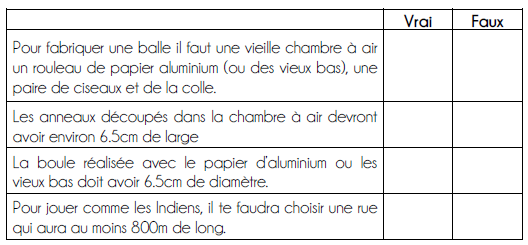 Vrai Faux
Pour fabriquer une balle il faut une vieille chambre à air
un rouleau de papier aluminium (ou des vieux bas), une
paire de ciseaux et de la colle.
Les anneaux découpés dans la chambre à air devront
avoir environ 6.5cm de large
La boule réalisée avec le papier d'aluminium ou les
vieux bas doit avoir 6.5cm de diamètre.
Pour jouer comme les Indiens, il te faudra choisir une rue
qui aura au moins 800m de long.